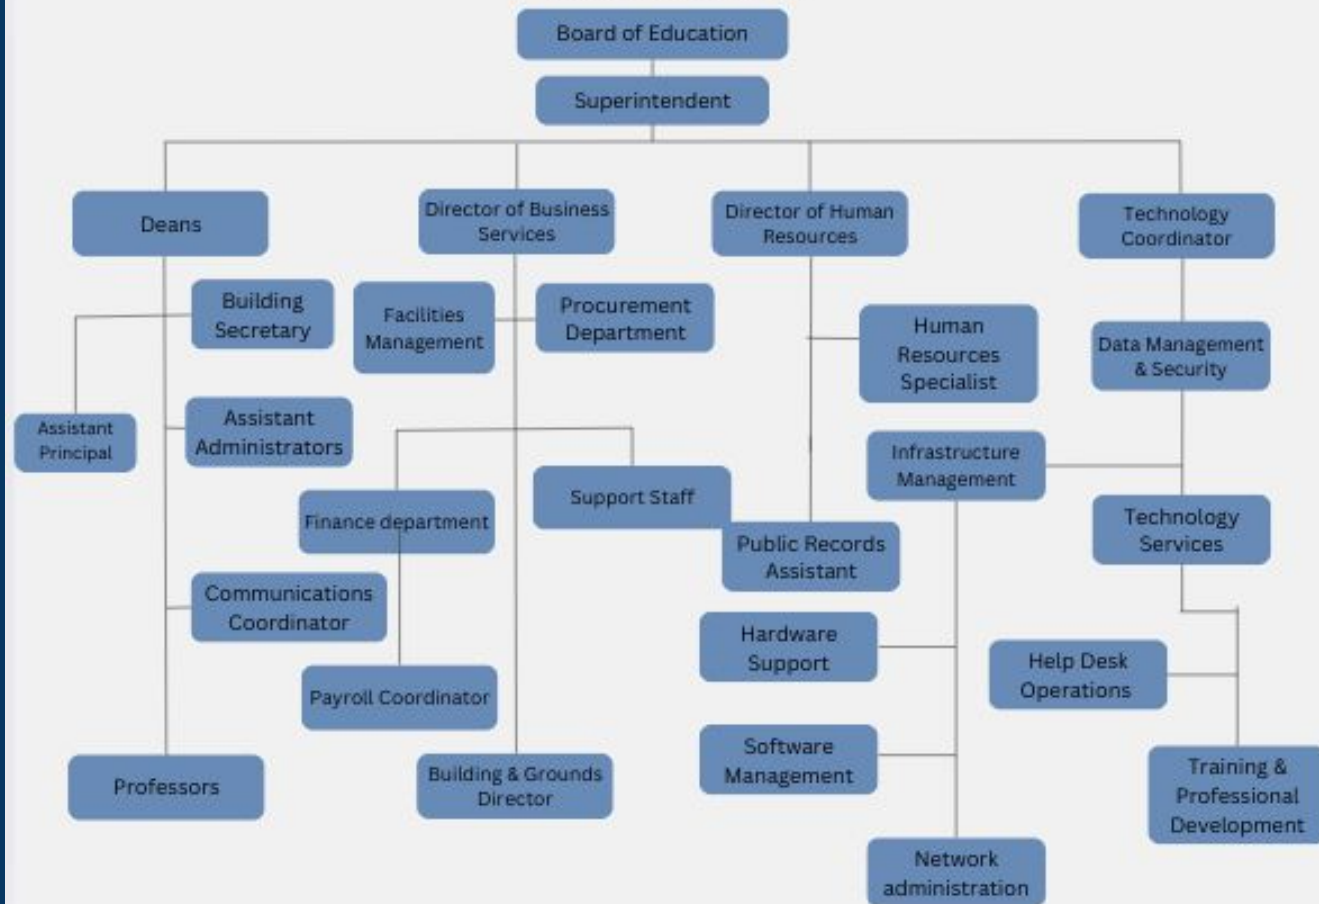 Board of Education
Superintendent
Deans
Director of Business
Services
Director of Human
Resources
Technology
Coordinator
Building
Secretary
Facilities
Management
Procurement
Department
Human
Resources
Specialist
Data Management
& Security
Assistant
Principal
Assistant
Administrators
Infrastructure
Management
Finance department
Support Staff
Technology
Services
Public Records
Assistant
Communications
Coordinator
Hardware
Support
Help Desk
Operations
Payroll Coordinator
Software
Management
Professors
Building & Grounds
Director
Training &
Professional
Development
Network
administration